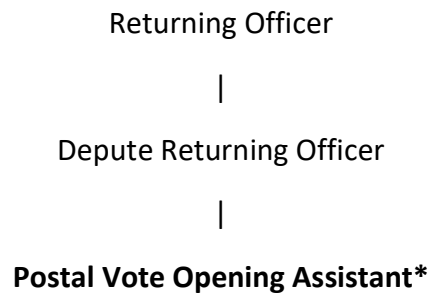 Returning Officer
|
Depute Returning Officer
|
Postal Vote Opening Assistant*